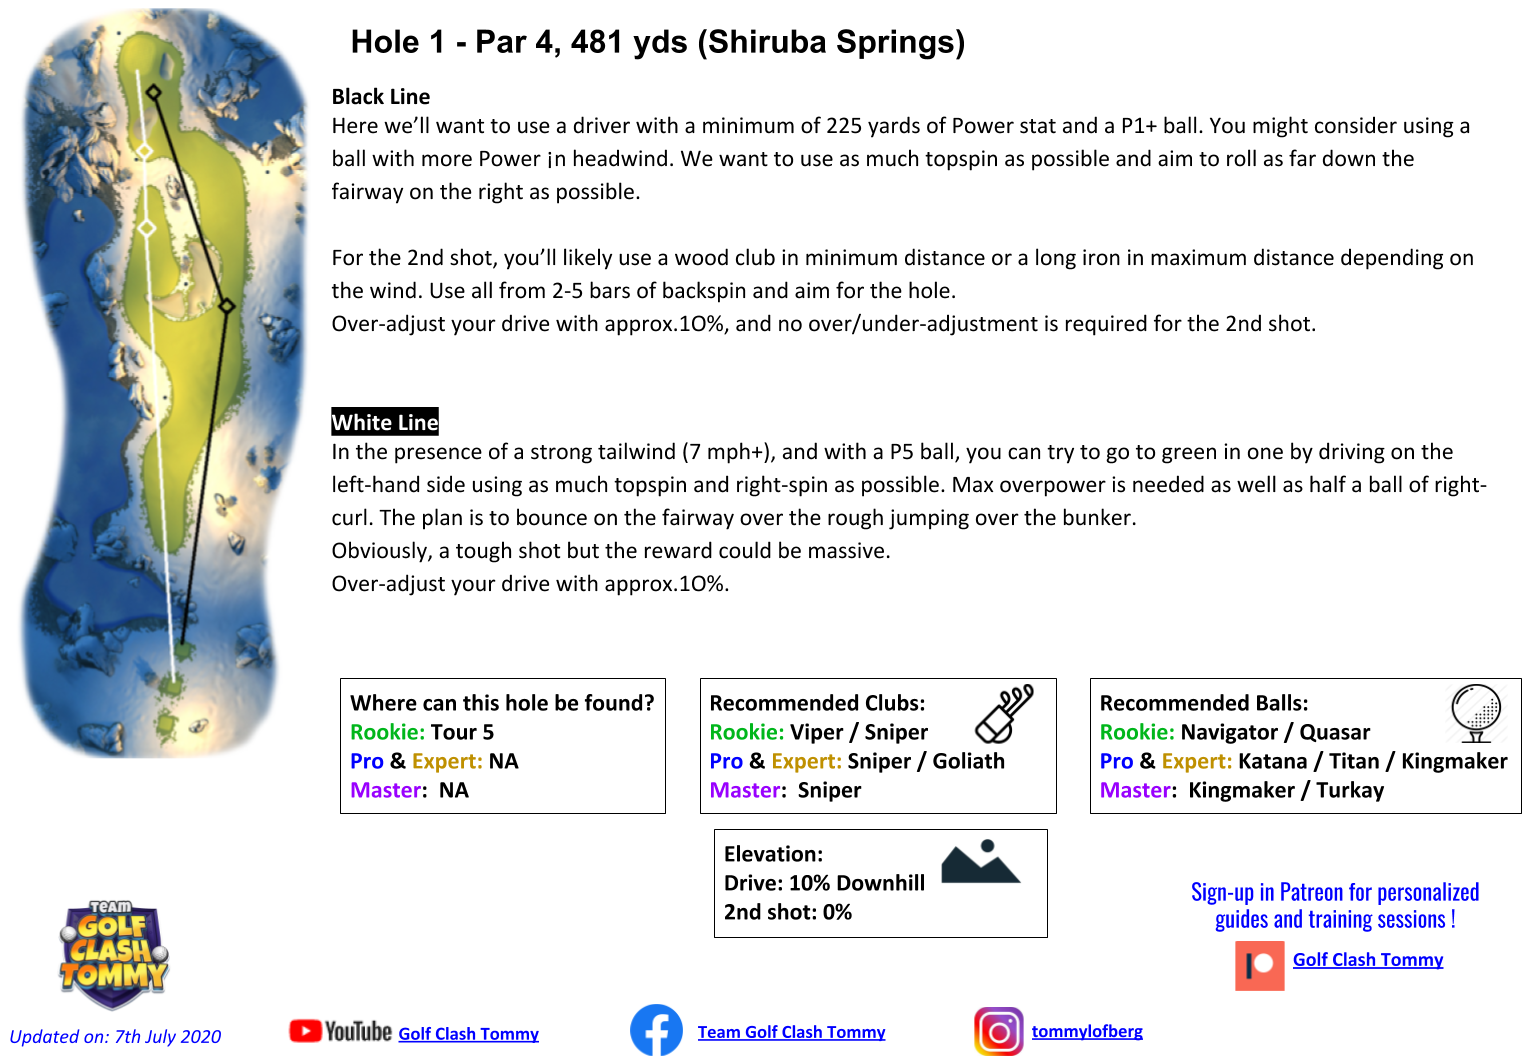 Hole 1 - Par 4, 481 yds (Shiruba Springs)
Black Line
Here we’ll want to use a driver with a minimum of 225 yards of Power stat and a P1+ ball. You might consider using a
ball with more Power ¡n headwind. We want to use as much topspin as possible and aim to roll as far down the
fairway on the right as possible.
For the 2nd shot, you’ll likely use a wood club in minimum distance or a long iron in maximum distance depending on
the wind. Use all from 2-5 bars of backspin and aim for the hole.
Over-adjust your drive with approx.1O%, and no over/under-adjustment is required for the 2nd shot.
White Line
In the presence of a strong tailwind (7 mph+), and with a P5 ball, you can try to go to green in one by driving on the
left-hand side using as much topspin and right-spin as possible. Max overpower is needed as well as half a ball of right-
curl. The plan is to bounce on the fairway over the rough jumping over the bunker.
Obviously, a tough shot but the reward could be massive.
Over-adjust your drive with approx.1O%.
Where can this hole be found?
Rookie: Tour 5
Pro & Expert: NA
Master: NA
Recommended Clubs:
Rookie: Viper / Sniper
Pro & Expert: Sniper / Goliath
Master: Sniper
Recommended Balls:
Rookie: Navigator / Quasar
Pro & Expert: Katana / Titan / Kingmaker
Master: Kingmaker / Turkay
Elevation:
Drive: 10% Downhill
2nd shot: 0%
Sign-up in Patreon for personalized
guides and training sessions !
Golf Clash Tommy
TEAM
GOLF
CLASH
TOMMY
Updated on: 7th July 2020
YouTube Golf Clash Tommy
Team Golf Clash Tommy
tommylofberg